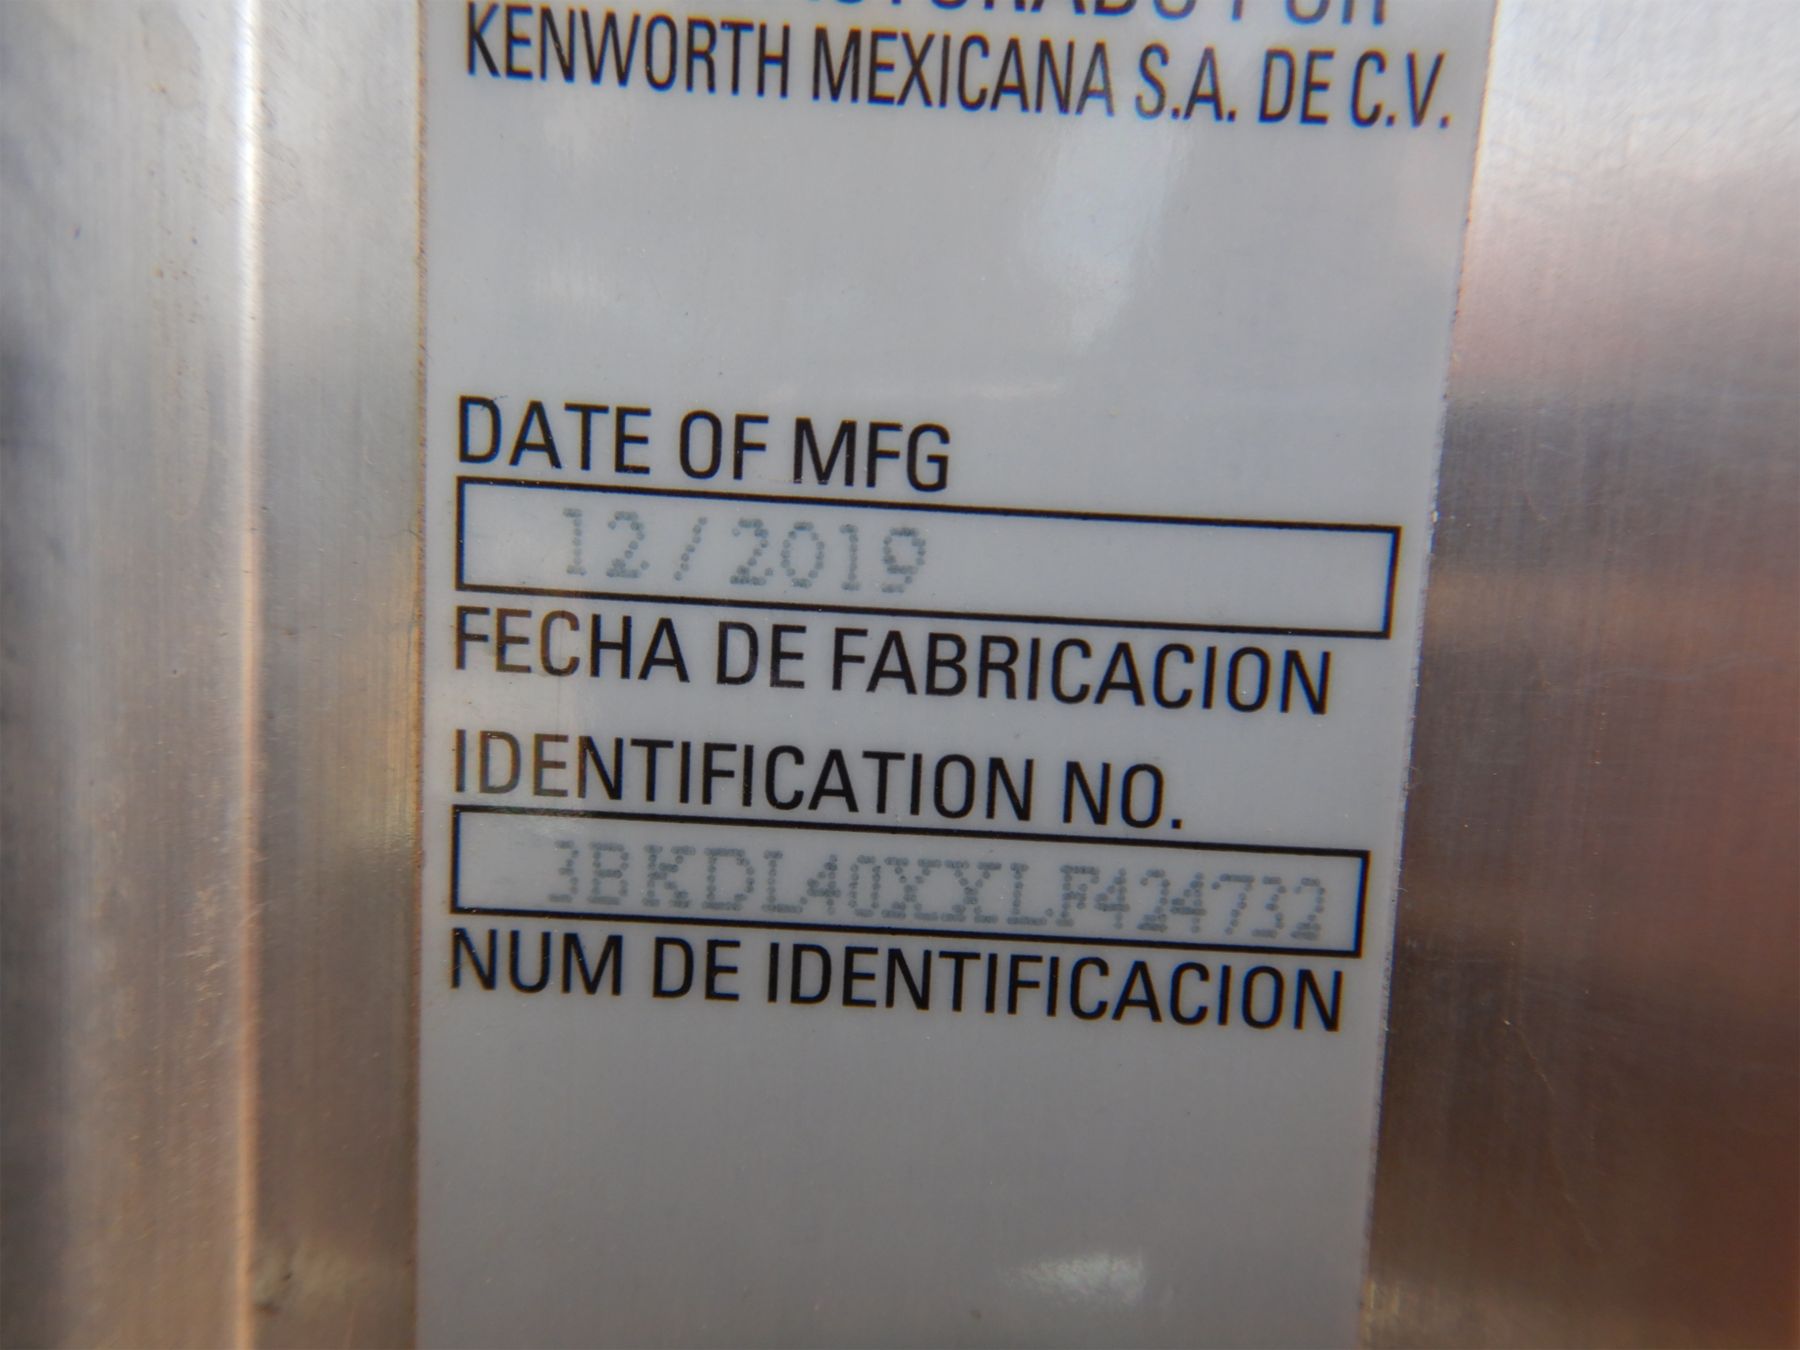 KENWORTH MEXICANA S.A. DE C.V.
DATE OF MFG
12/2019
FECHA DE FABRICACION
IDENTIFICATION NO.
3BKDL40XXLF424732
NUM DE IDENTIFICACION